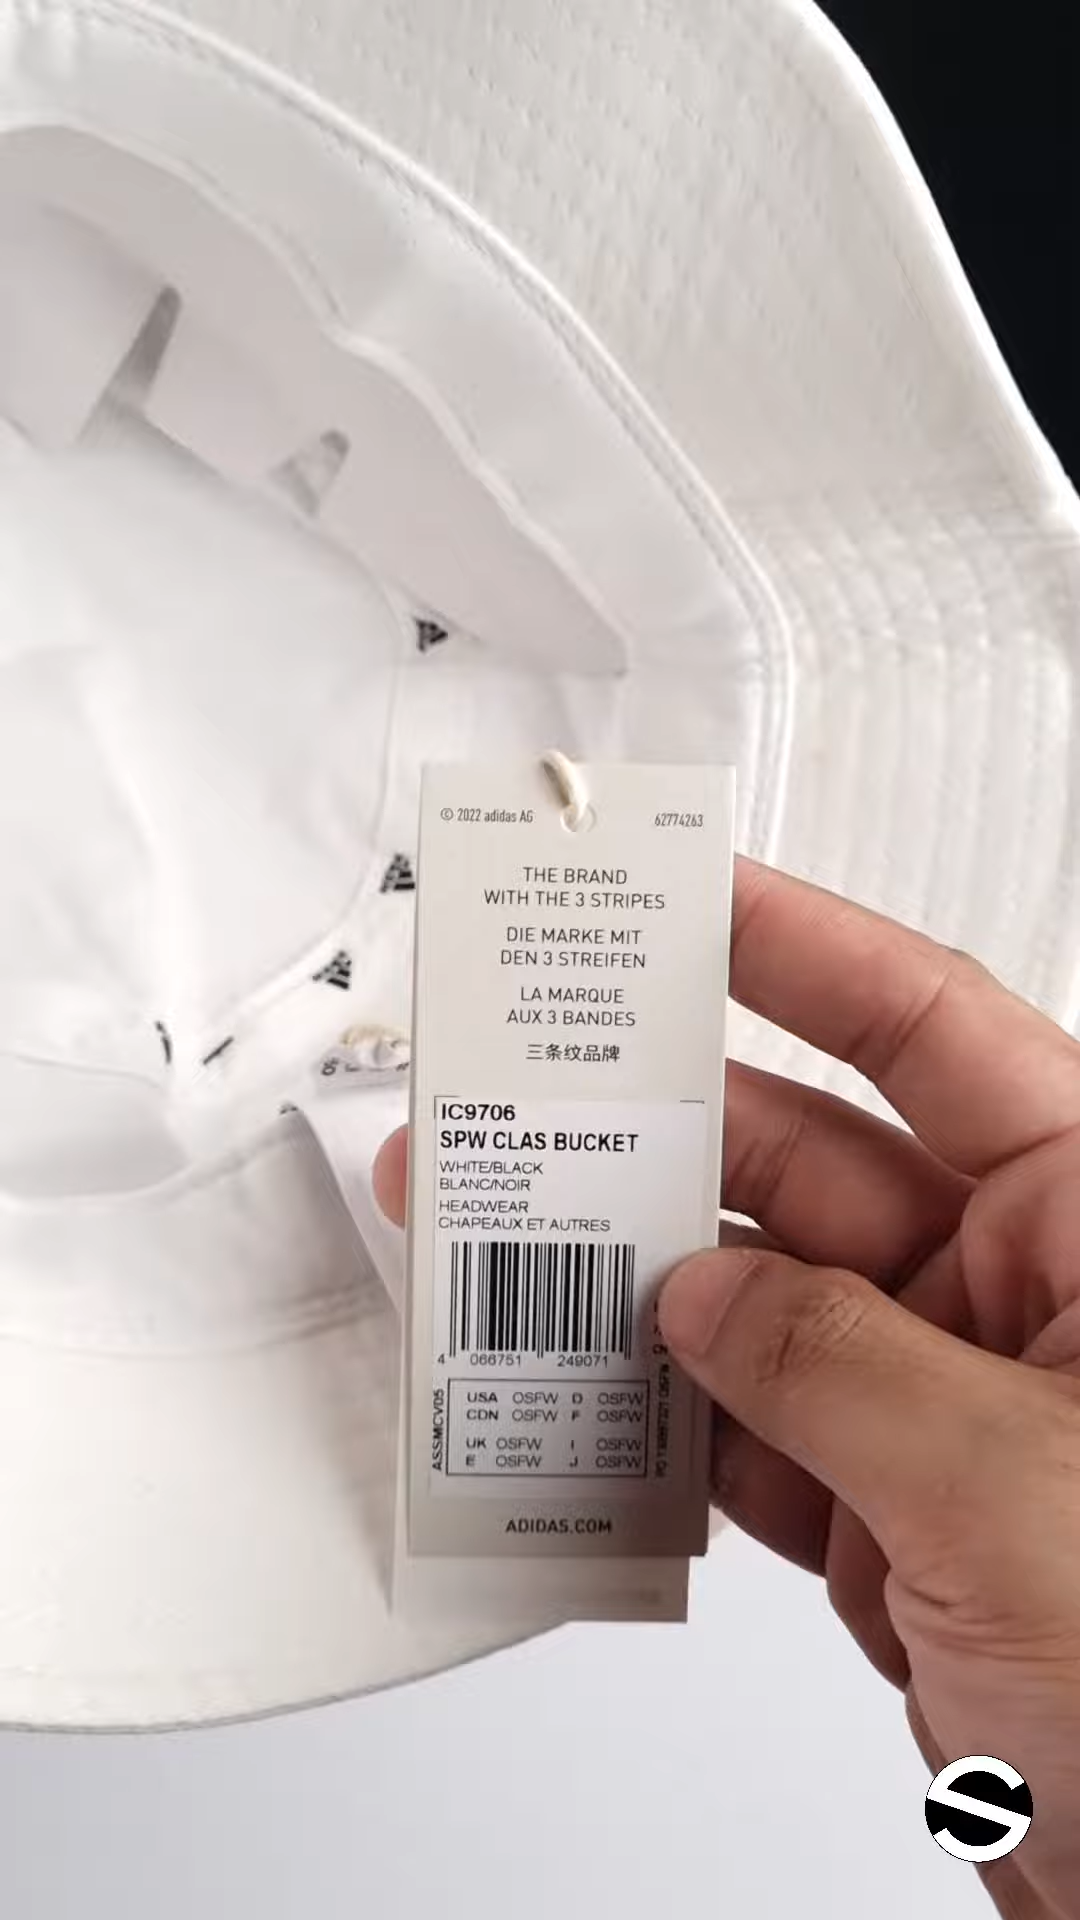 © 2022 adidas AG 62774263
THE BRAND
WITH THE 3 STRIPES
DIE MARKE MIT
DEN 3 STREIFEN
LA MARQUE
AUX 3 BANDES
三条纹品牌
IC9706
SPW CLAS BUCKET
WHITE/BLACK
BLANC/NOIR
HEADWEAR
CHAPEAUX ET AUTRES
4 066751 249071
ASSMCV05
USA OSFW D OSFW
CDN OSFW F OSFW
UK OSFW I OSFW
E OSFW J OSFW
ADIDAS.COM